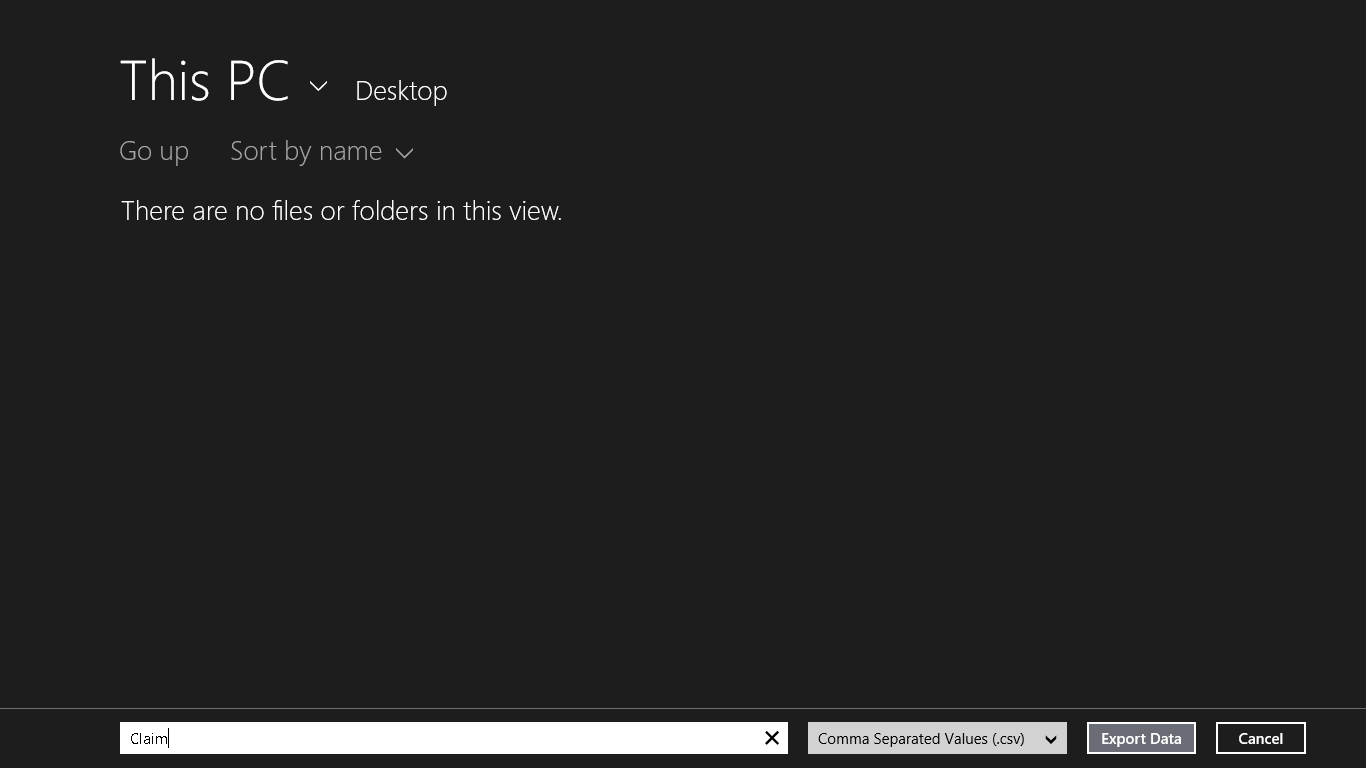 This PC Desktop
Go up Sort by name
There are no files or folders in this view.
Claim Comma Separated Values (.csv) Export Data Cancel